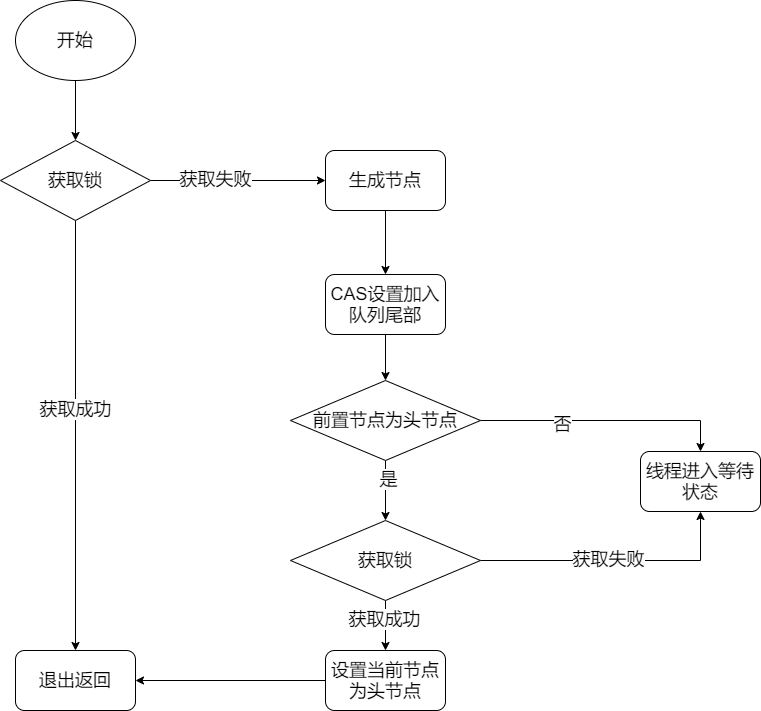 开始
获取锁
获取失败
生成节点
CAS设置加入
队列尾部
获取成功
前置节点为头节点
否
线程进入等待
状态
是
获取锁
获取失败
获取成功
退出返回
设置当前节点
为头节点